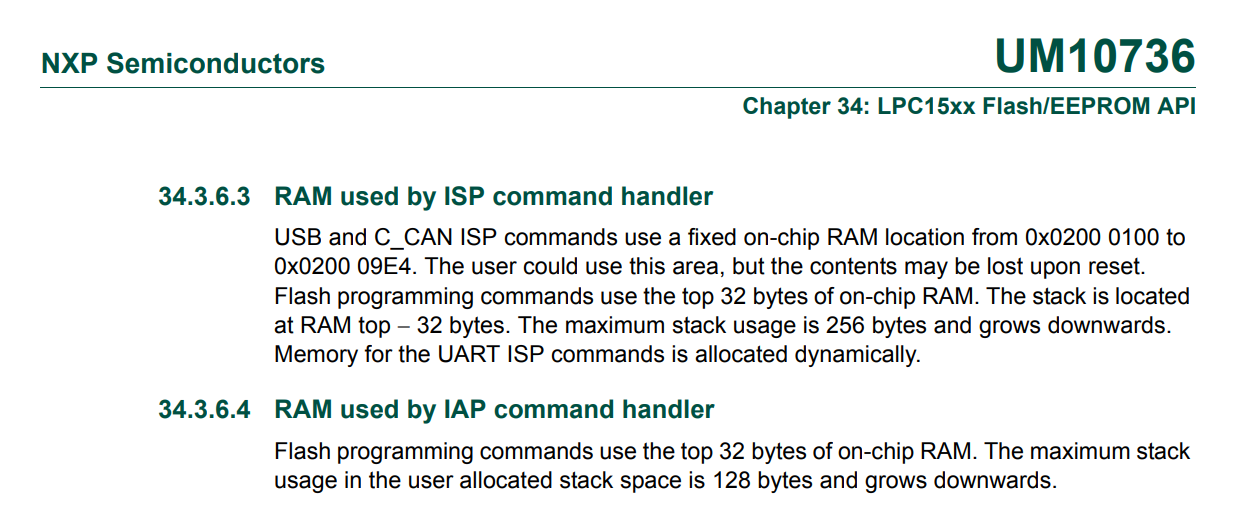 NXP Semiconductors
UM10736
Chapter 34: LPC15xx Flash/EEPROM API
34.3.6.3 RAM used by ISP command handler
USB and C_CAN ISP commands use a fixed on-chip RAM location from 0x0200 0100 to
0x0200 09E4. The user could use this area, but the contents may be lost upon reset.
Flash programming commands use the top 32 bytes of on-chip RAM. The stack is located
at RAM top – 32 bytes. The maximum stack usage is 256 bytes and grows downwards.
Memory for the UART ISP commands is allocated dynamically.
34.3.6.4 RAM used by IAP command handler
Flash programming commands use the top 32 bytes of on-chip RAM. The maximum stack
usage in the user allocated stack space is 128 bytes and grows downwards.